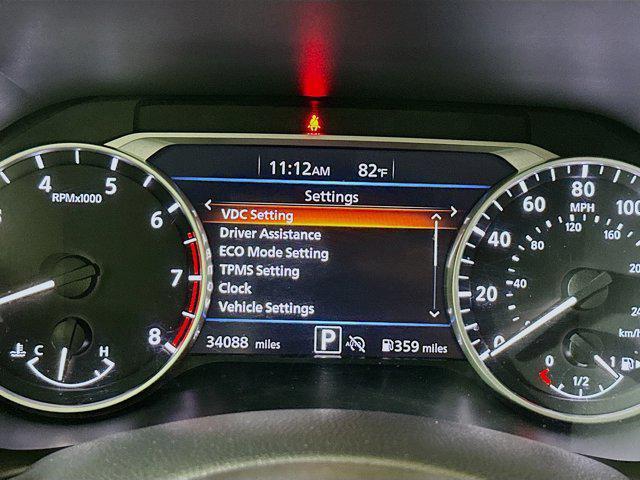 11:12AM 82°F
Settings
VDC Setting
Driver Assistance
ECO Mode Setting
TPMS Setting
Clock
Vehicle Settings
34088 miles P 359 miles
4 5 6 7 8
RPMx1000
C H
0 20 40 60 80 100
MPH
40 80 120 160
km/h
0 1/2 1